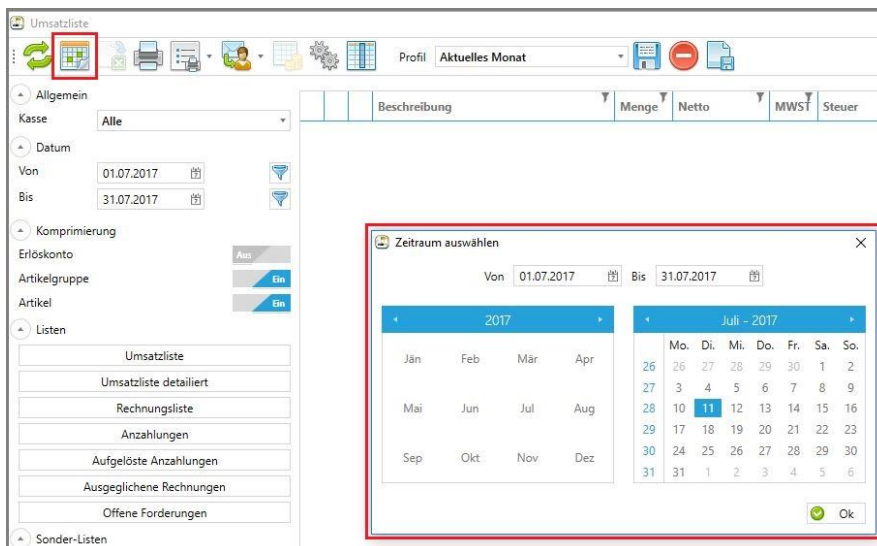 Umsatzliste
Profil Aktuelles Monat
Allgemein
Kasse Alle
Datum
Von 01.07.2017
Bis 31.07.2017
Komprimierung
Erlöskonto Aus
Artikelgruppe Ein
Artikel Ein
Listen
Umsatzliste
Umsatzliste detailiert
Rechnungsliste
Anzahlungen
Aufgelöste Anzahlungen
Ausgeglichene Rechnungen
Offene Forderungen
Sonder-Listen
Beschreibung Menge Netto MWST Steuer
Zeitraum auswählen
Von 01.07.2017 Bis 31.07.2017
2017
Jän Feb Mär Apr
Mai Jun Jul Aug
Sep Okt Nov Dez
Juli - 2017
Mo. Di. Mi. Do. Fr. Sa. So.
26 26 27 28 29 30 1 2
27 3 4 5 6 7 8 9
28 10 11 12 13 14 15 16
29 17 18 19 20 21 22 23
30 24 25 26 27 28 29 30
31 31 1 2 3 4 5 6
Ok